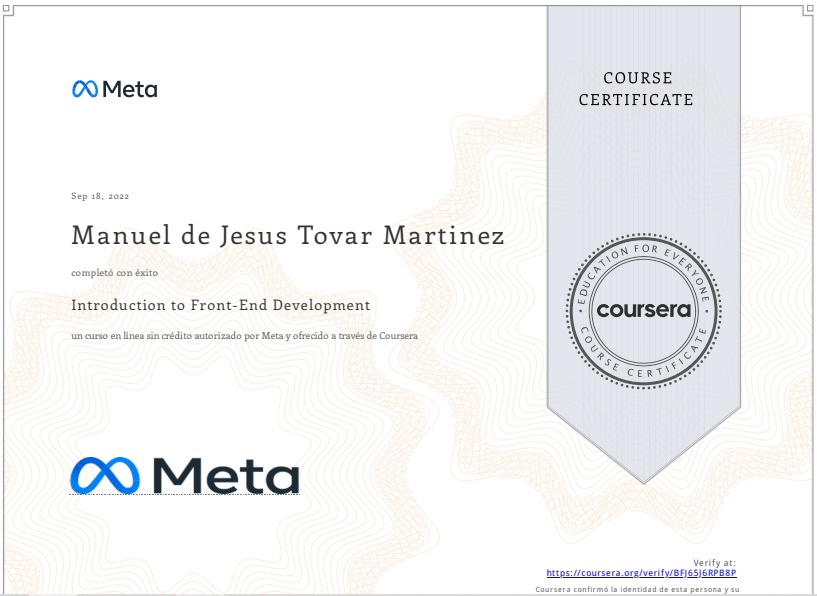 Meta
COURSE
CERTIFICATE
Sep 18, 2022
Manuel de Jesus Tovar Martinez
completó con éxito
Introduction to Front-End Development
un curso en línea sin crédito autorizado por Meta y ofrecido a través de Coursera
EDUCATION FOR EVERYONE
coursera
COURSE CERTIFICATE
Meta
Verify at:
https://coursera.org/verify/BFJ65J6RPB8P
Coursera confirmó la identidad de esta persona y su